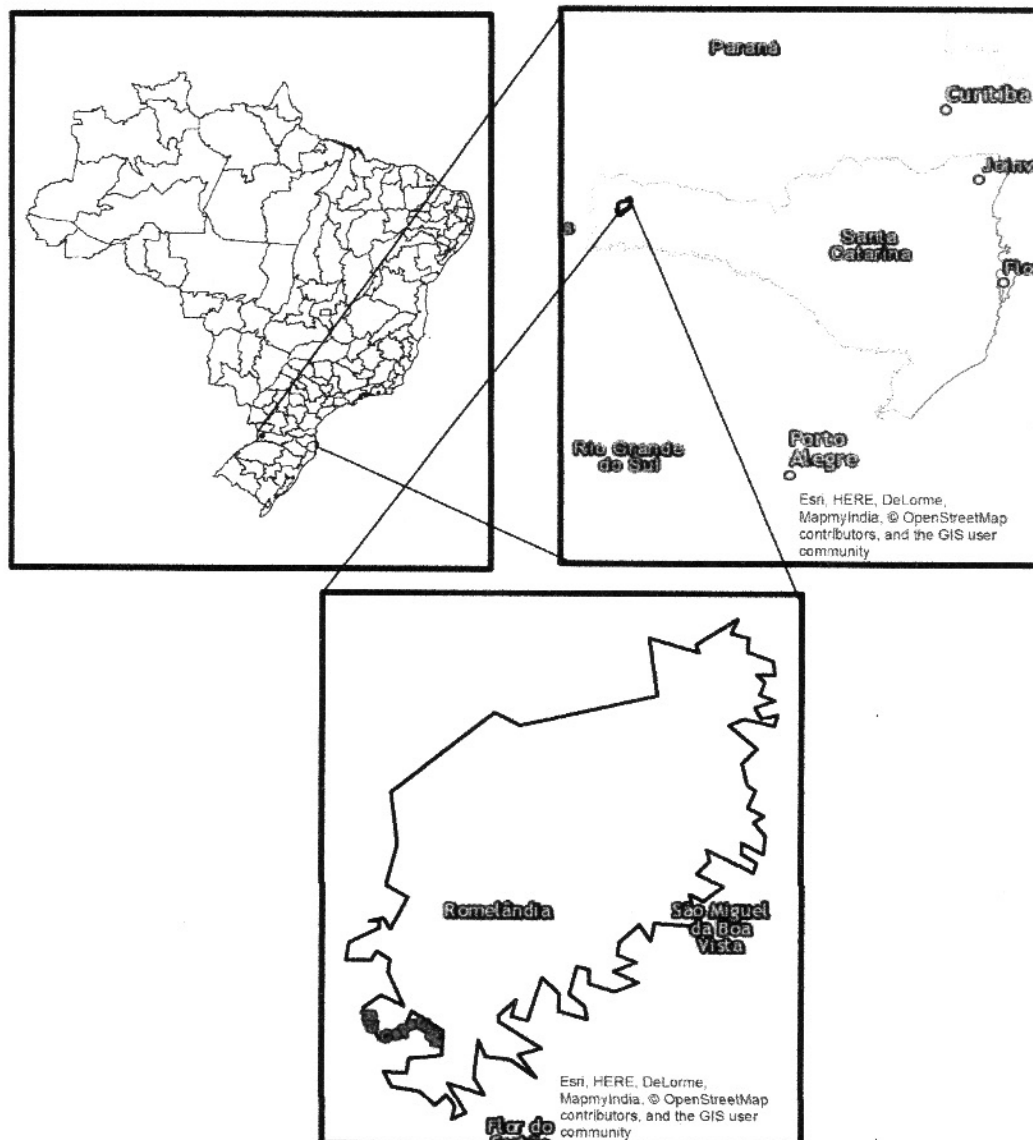 Paraná
Curitiba
Joinv
s
Santa
Catarina
Flo
Rio Grande
do Sul
Porto
Alegre
Esri, HERE, DeLorme,
MapmyIndia, © OpenStreetMap
contributors, and the GIS user
community
Romelândia
São Miguel
da Boa
Vista
Esri, HERE, DeLorme,
MapmyIndia, © OpenStreetMap
contributors, and the GIS user
community
Flor do